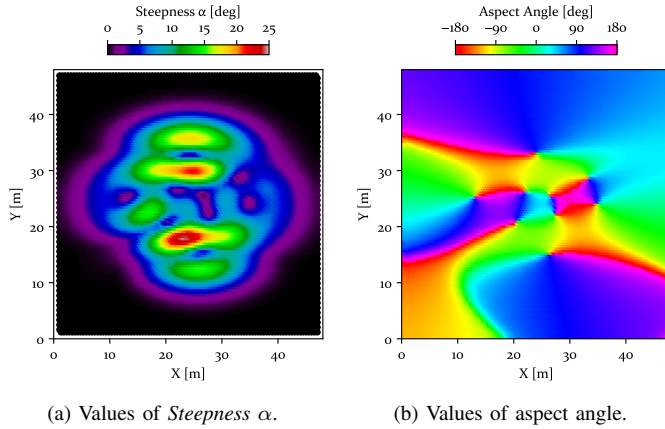 Steepness α [deg]
0 5 10 15 20 25
Aspect Angle [deg]
−180 −90 0 90 180
40
30
20
10
0
Y [m]
0 10 20 30 40
X [m]
40
30
20
10
0
Y [m]
0 10 20 30 40
X [m]
(a) Values of Steepness α.
(b) Values of aspect angle.